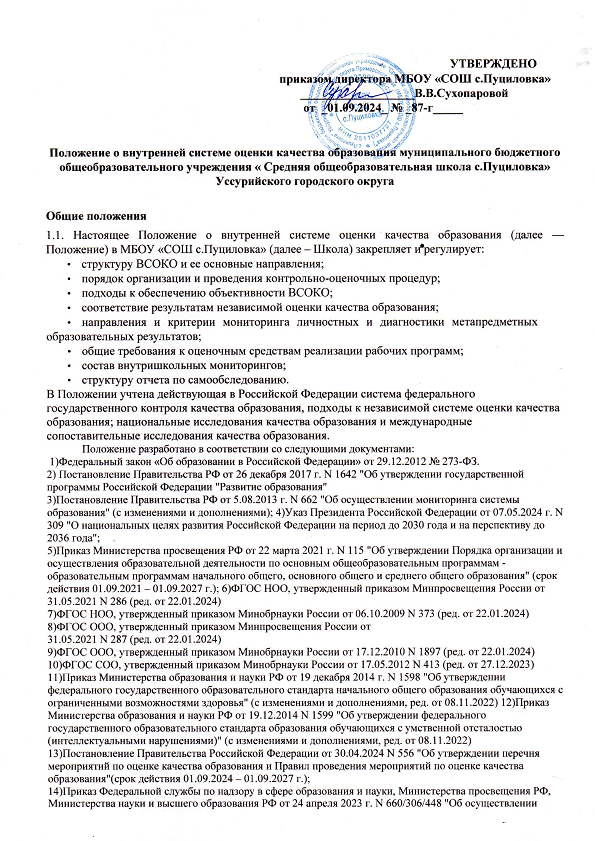 УТВЕРЖДЕНО
приказом директора МБОУ «СОШ с.Пуциловка»
В.В.Сухопаровой
от _01.09.2024_ № _87-г_____
с.Пуциловка
Положение о внутренней системе оценки качества образования муниципального бюджетного
общеобразовательного учреждения « Средняя общеобразовательная школа с.Пуциловка»
Уссурийского городского округа
Общие положения
1.1. Настоящее Положение о внутренней системе оценки качества образования (далее —
Положение) в МБОУ «СОШ с.Пуциловка» (далее – Школа) закрепляет и регулирует:
• структуру ВСОКО и ее основные направления;
• порядок организации и проведения контрольно-оценочных процедур;
• подходы к обеспечению объективности ВСОКО;
• соответствие результатам независимой оценки качества образования;
• направления и критерии мониторинга личностных и диагностики метапредметных
образовательных результатов;
• общие требования к оценочным средствам реализации рабочих программ;
• состав внутришкольных мониторингов;
• структуру отчета по самообследованию.
В Положении учтена действующая в Российской Федерации система федерального
государственного контроля качества образования, подходы к независимой системе оценки качества
образования; национальные исследования качества образования и международные
сопоставительные исследования качества образования.
Положение разработано в соответствии со следующими документами:
1)Федеральный закон «Об образовании в Российской Федерации» от 29.12.2012 № 273-ФЗ.
2) Постановление Правительства РФ от 26 декабря 2017 г. N 1642 "Об утверждении государственной
программы Российской Федерации "Развитие образования"
3)Постановление Правительства РФ от 5.08.2013 г. N 662 "Об осуществлении мониторинга системы
образования" (с изменениями и дополнениями); 4)Указ Президента Российской Федерации от 07.05.2024 г. N
309 "О национальных целях развития Российской Федерации на период до 2030 года и на перспективу до
2036 года";
5)Приказ Министерства просвещения РФ от 22 марта 2021 г. N 115 "Об утверждении Порядка организации и
осуществления образовательной деятельности по основным общеобразовательным программам -
образовательным программам начального общего, основного общего и среднего общего образования" (срок
действия 01.09.2021 – 01.09.2027 г.); 6)ФГОС НОО, утвержденный приказом Минпросвещения России от
31.05.2021 N 286 (ред. от 22.01.2024)
7)ФГОС НОО, утвержденный приказом Минобрнауки России от 06.10.2009 N 373 (ред. от 22.01.2024)
8)ФГОС ООО, утвержденный приказом Минпросвещения России от
31.05.2021 N 287 (ред. от 22.01.2024)
9)ФГОС ООО, утвержденный приказом Минобрнауки России от 17.12.2010 N 1897 (ред. от 22.01.2024)
10)ФГОС СОО, утвержденный приказом Минобрнауки России от 17.05.2012 N 413 (ред. от 27.12.2023)
11)Приказ Министерства образования и науки РФ от 19 декабря 2014 г. N 1598 "Об утверждении
федерального государственного образовательного стандарта начального общего образования обучающихся с
ограниченными возможностями здоровья" (с изменениями и дополнениями, ред. от 08.11.2022) 12)Приказ
Министерства образования и науки РФ от 19.12.2014 N 1599 "Об утверждении федерального
государственного образовательного стандарта образования обучающихся с умственной отсталостью
(интеллектуальными нарушениями)" (с изменениями и дополнениями, ред. от 08.11.2022)
13)Постановление Правительства Российской Федерации от 30.04.2024 N 556 "Об утверждении перечня
мероприятий по оценке качества образования и Правил проведения мероприятий по оценке качества
образования"(срок действия 01.09.2024 – 01.09.2027 г.);
14)Приказ Федеральной службы по надзору в сфере образования и науки, Министерства просвещения РФ,
Министерства науки и высшего образования РФ от 24 апреля 2023 г. N 660/306/448 "Об осуществлении